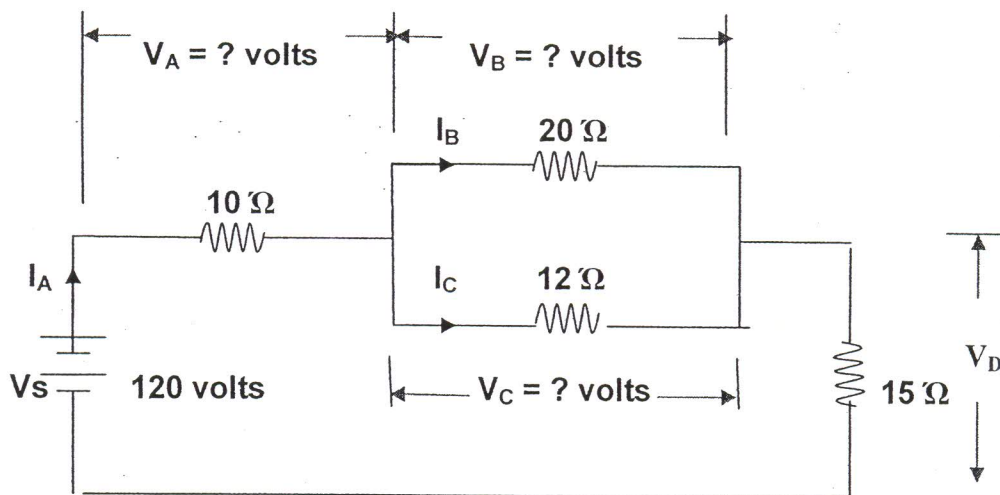 V_A = ? volts
V_B = ? volts
I_B
20 Ώ
10 Ώ
I_A
I_C
12 Ώ
Vs 120 volts
V_C = ? volts
15 Ώ
V_D